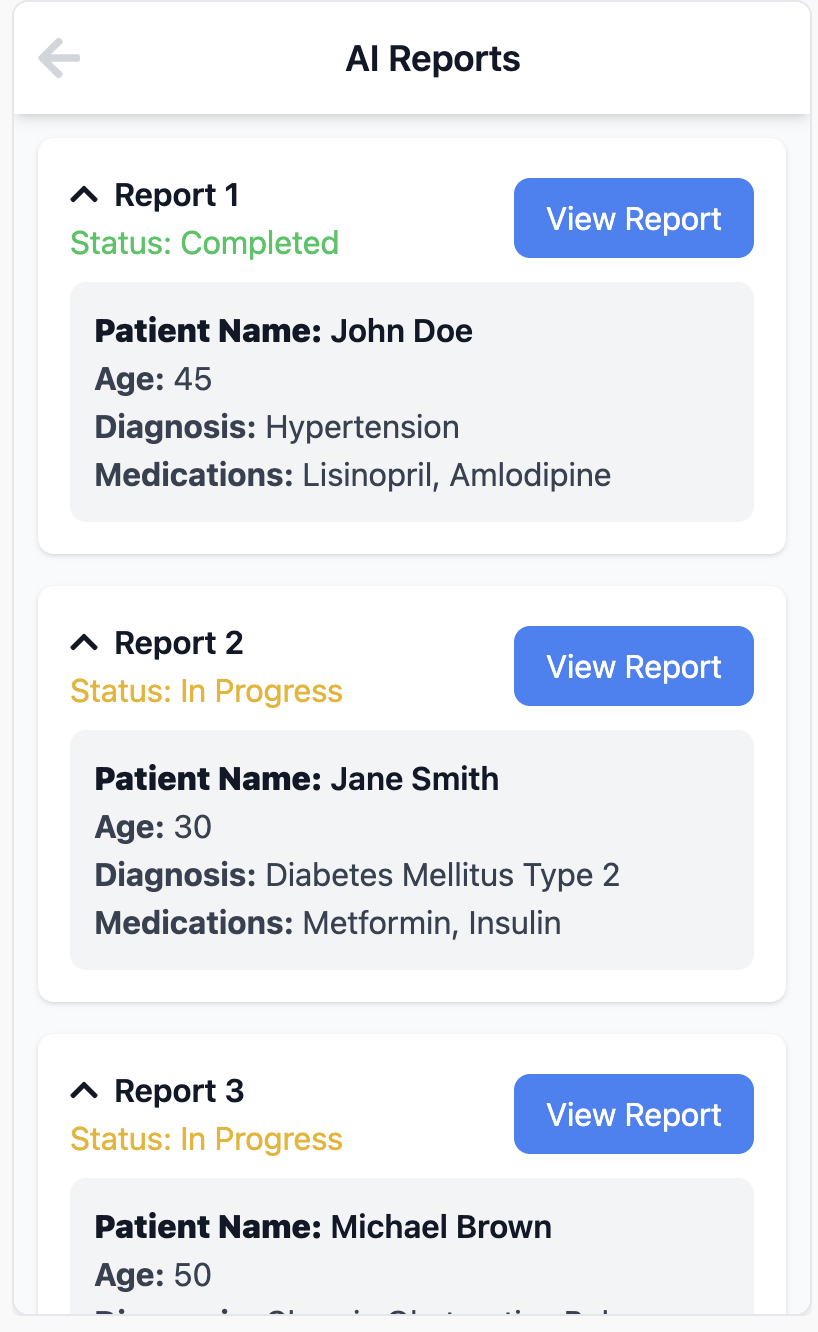 AI Reports
Report 1
View Report
Status: Completed
Patient Name: John Doe
Age: 45
Diagnosis: Hypertension
Medications: Lisinopril, Amlodipine
Report 2
View Report
Status: In Progress
Patient Name: Jane Smith
Age: 30
Diagnosis: Diabetes Mellitus Type 2
Medications: Metformin, Insulin
Report 3
View Report
Status: In Progress
Patient Name: Michael Brown
Age: 50